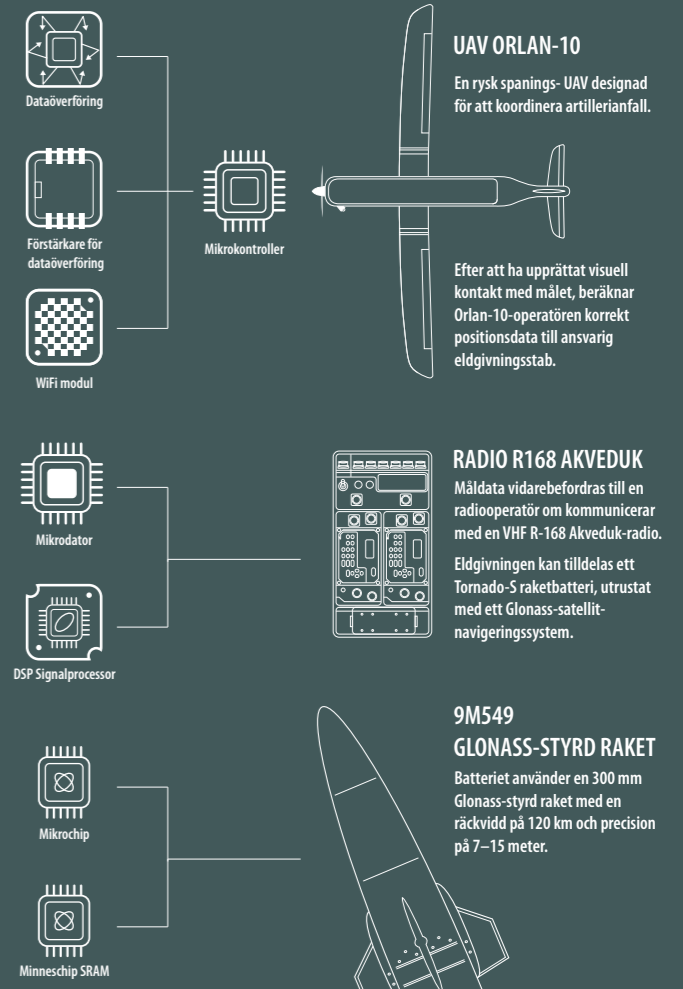 Dataöverföring
Förstärkare för
dataöverföring
WiFi modul
Mikrokontroller
UAV ORLAN-10
En rysk spanings- UAV designad
för att koordinera artillerianfall.
Efter att ha upprättat visuell
kontakt med målet, beräknar
Orlan-10-operatören korrekt
positionsdata till ansvarig
eldgivningsstab.
Mikrodator
DSP Signalprocessor
RADIO R168 AKVEDUK
Måldata vidarebefordras till en
radiooperatör om kommunicerar
med en VHF R-168 Akveduk-radio.
Eldgivningen kan tilldelas ett
Tornado-S raketbatteri, utrustat
med ett Glonass-satellit-
navigeringssystem.
Mikrochip
Minneschip SRAM
9M549
GLONASS-STYRD RAKET
Batteriet använder en 300 mm
Glonass-styrd raket med en
räckvidd på 120 km och precision
på 7–15 meter.